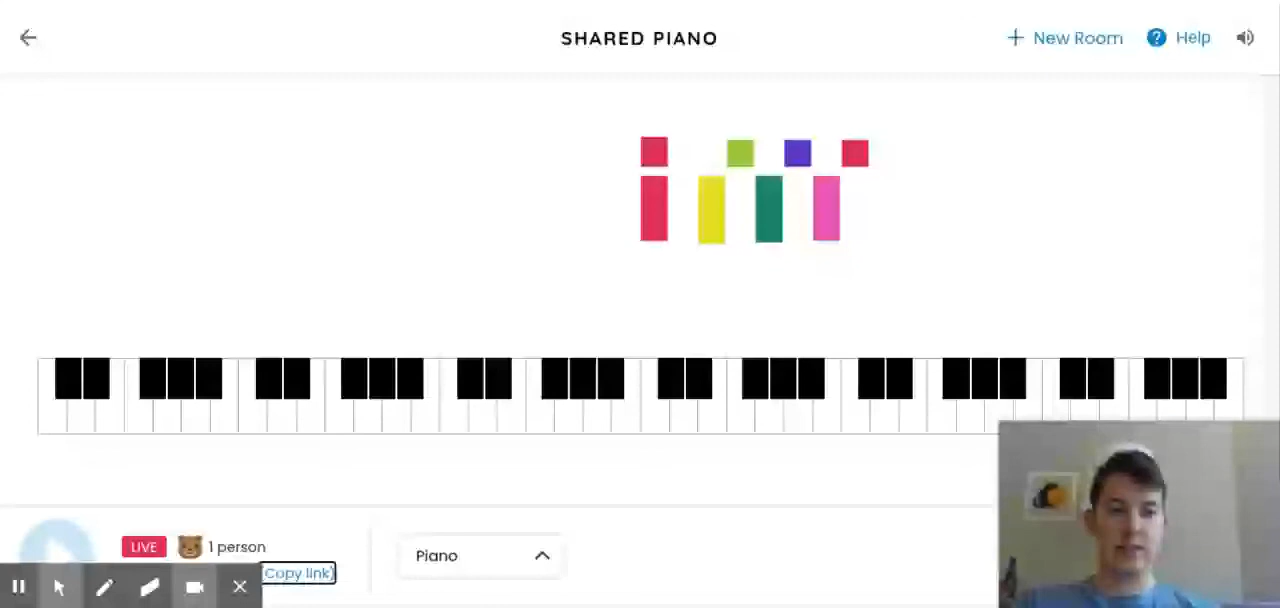 SHARED PIANO
+ New Room
? Help
LIVE
1 person
(Copy link)
Piano